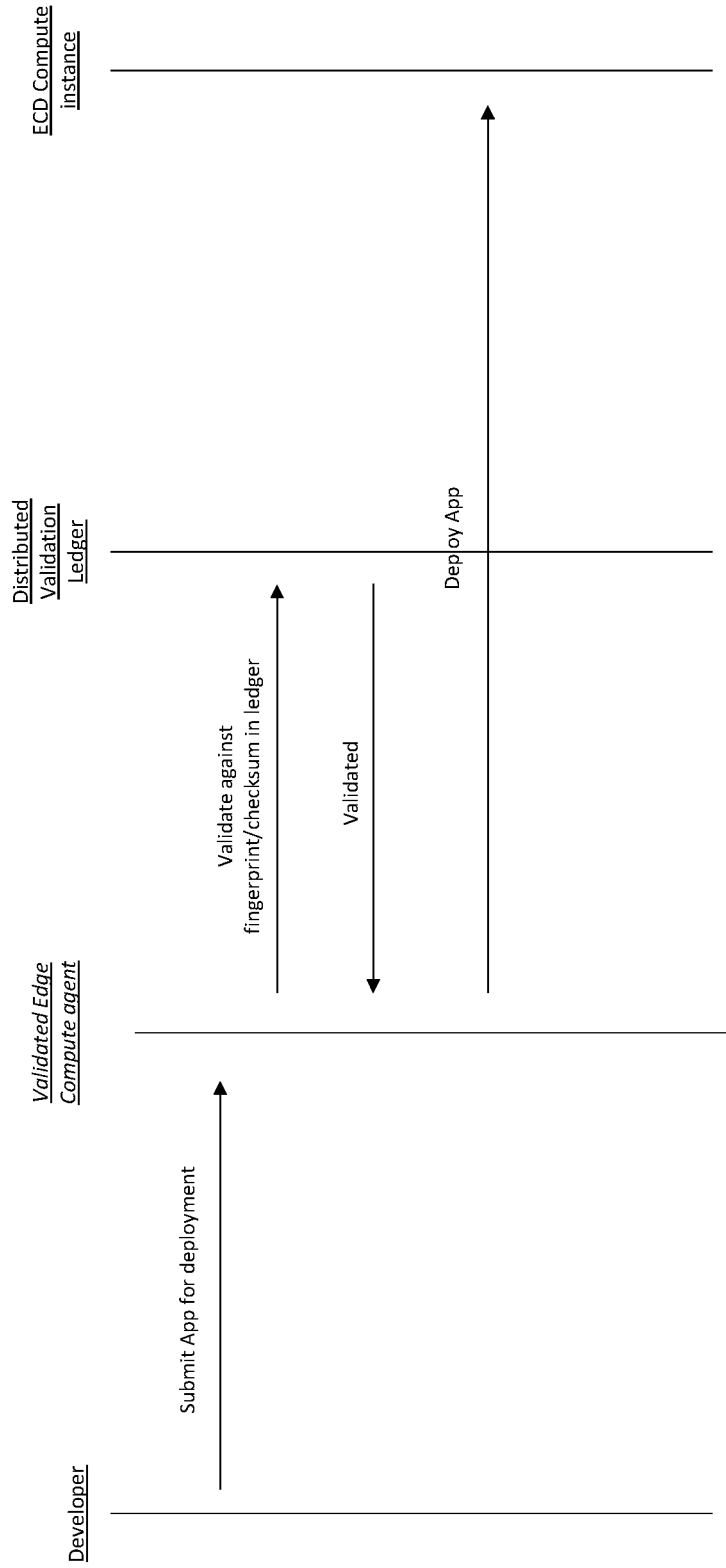 Developer
Validated Edge
Compute agent
Distributed
Validation
Ledger
ECD Compute
instance
Submit App for deployment
Validate against
fingerprint/checksum in ledger
Validated
Deploy App